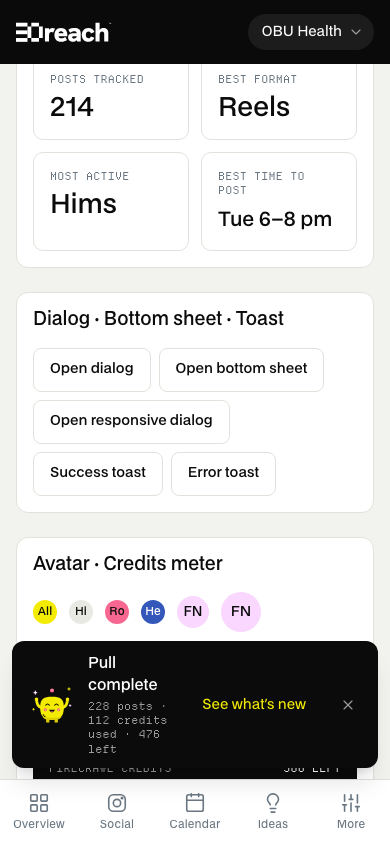 reach
OBU Health
POSTS TRACKED
214
BEST FORMAT
Reels
MOST ACTIVE
Hims
BEST TIME TO
POST
Tue 6–8 pm
Dialog · Bottom sheet · Toast
Open dialog
Open bottom sheet
Open responsive dialog
Success toast
Error toast
Avatar · Credits meter
All
Hi
Ro
He
FN
FN
Pull
complete
228 posts ·
112 credits
used · 476
left
See what's new
FIRECRAWL CREDITS
LEFT
Overview
Social
Calendar
Ideas
More